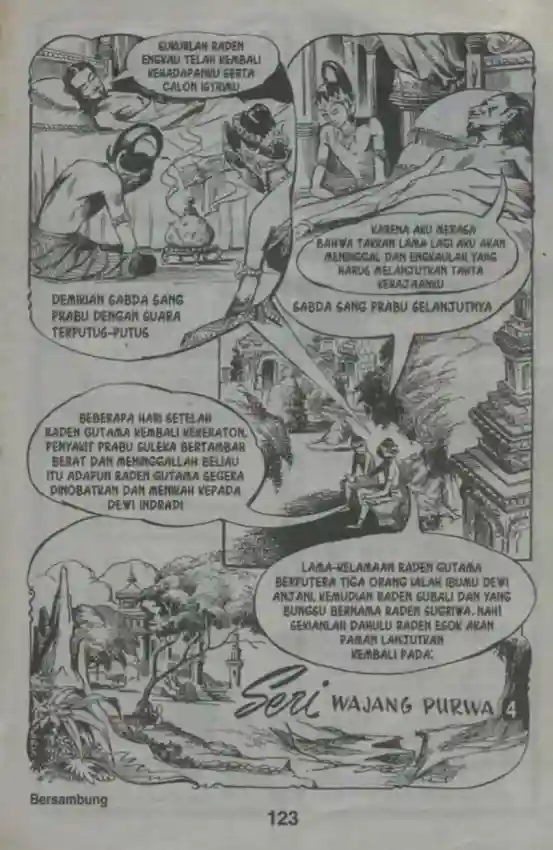 SUKURLAH RADEN
ENGKAU TELAH KEMBALI
KEHADAPANKU SERTA
CALON ISTRIMU
DEMIKIAN SABDA SANG
PRABU DENGAN SUARA
TERPUTUS-PUTUS
KARENA AKU MERASA
BAHWA TAKKAN LAMA LAGI AKU AKAN
MENINGGAL DAN ENGKAULAH YANG
HARUS MELANJUTKAN TAHTA
KERAJAANKU
SABDA SANG PRABU SELANJUTNYA
BEBERAPA HARI SETELAH
RADEN GUTAMA KEMBALI KEKERATON,
PENYAKIT PRABU SULEKA BERTAMBAH
BERAT DAN MENINGGALLAH BELIAU
ITU ADAPUN RADEN GUTAMA SEGERA
DINOBATKAN DAN MENIKAH KEPADA
DEWI INDRADI
LAMA-KELAMAAN RADEN GUTAMA
BERPUTERA TIGA ORANG IALAH IBUMU DEWI
ANJANI, KEMUDIAN RADEN SUBALI DAN YANG
BUNGSU BERNAMA RADEN SUGRIWA. NAH!
SEKIANLAH DAHULU RADEN ESOK AKAN
PAMAN LANJUTKAN
KEMBALI PADA:
Seri WAJANG PURWA 4
Bersambung
123